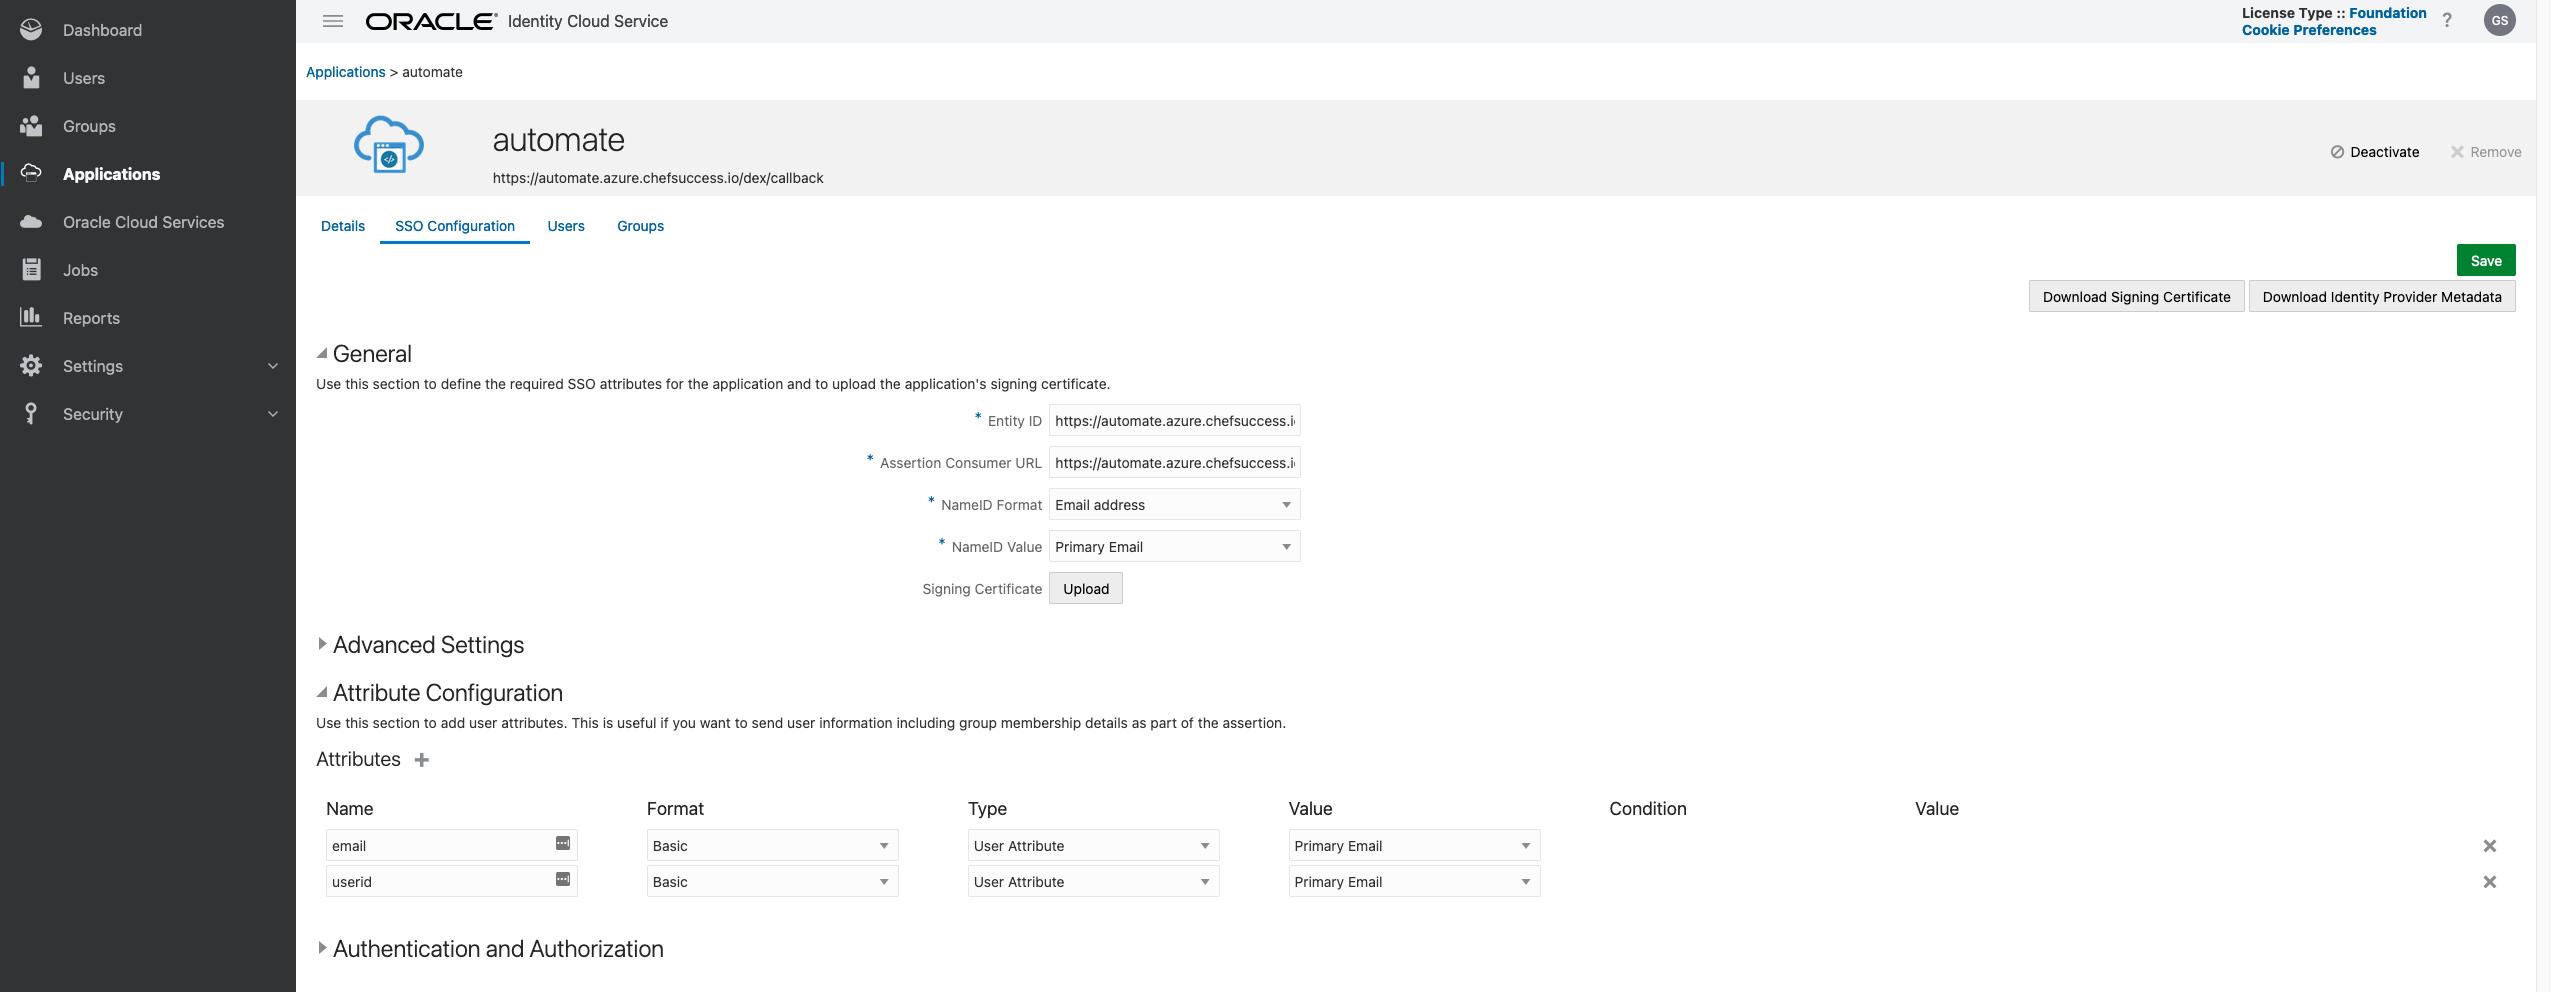 Dashboard
Users
Groups
Applications
Oracle Cloud Services
Jobs
Reports
Settings
Security
ORACLE® Identity Cloud Service
License Type :: Foundation
Cookie Preferences
?
GS
Applications > automate
automate
https://automate.azure.chefsuccess.io/dex/callback
Deactivate
Remove
Details SSO Configuration Users Groups
Save
Download Signing Certificate Download Identity Provider Metadata
General
Use this section to define the required SSO attributes for the application and to upload the application's signing certificate.
* Entity ID https://automate.azure.chefsuccess.i
* Assertion Consumer URL https://automate.azure.chefsuccess.i
* NameID Format Email address
* NameID Value Primary Email
Signing Certificate Upload
Advanced Settings
Attribute Configuration
Use this section to add user attributes. This is useful if you want to send user information including group membership details as part of the assertion.
Attributes
Name Format Type Value Condition Value
email Basic User Attribute Primary Email
userid Basic User Attribute Primary Email
Authentication and Authorization